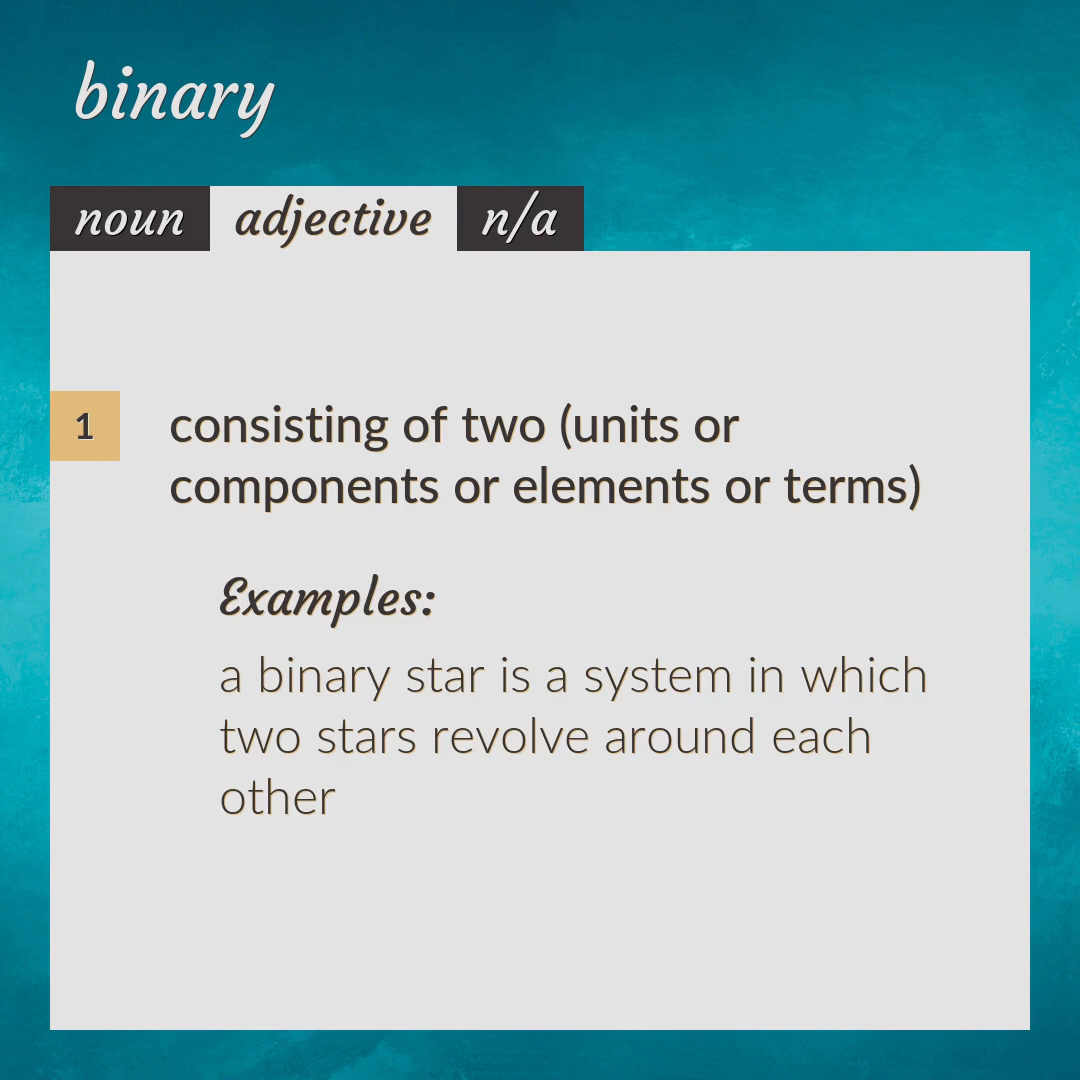 binary
noun adjective n/a
1 consisting of two (units or
components or elements or terms)
Examples:
a binary star is a system in which
two stars revolve around each
other